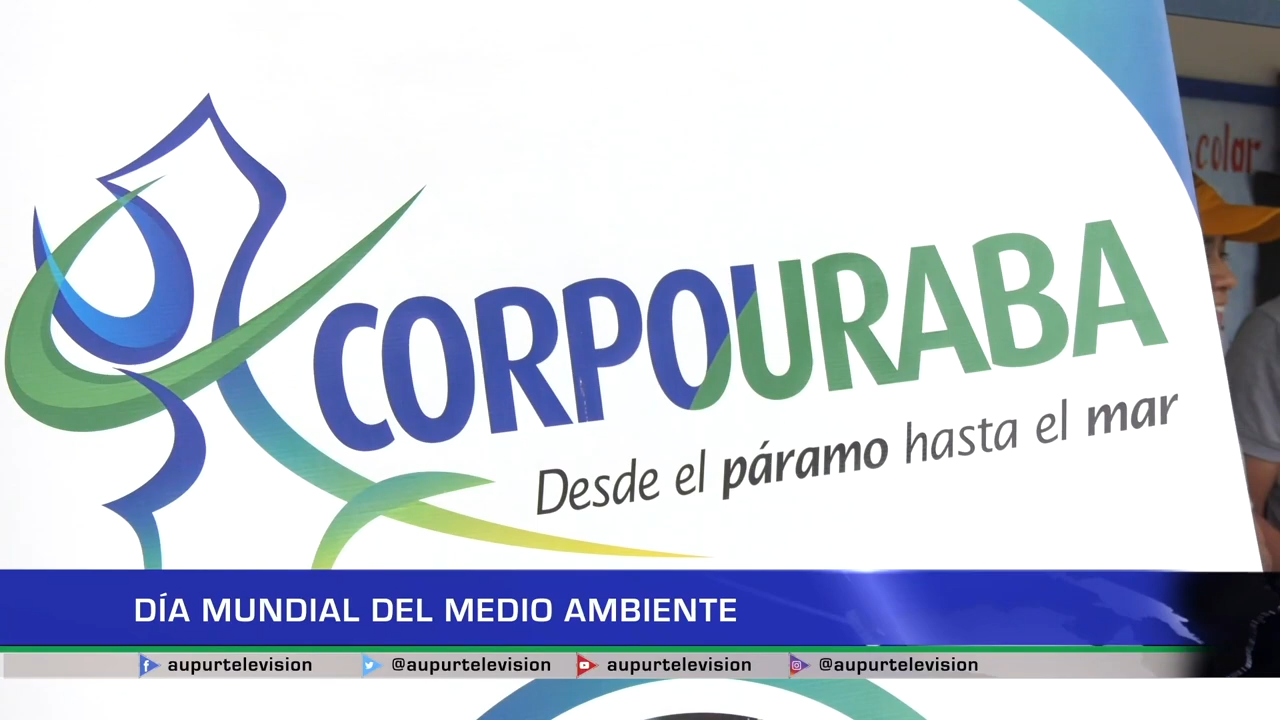 colar
CORPOURABA
Desde el páramo hasta el mar
DÍA MUNDIAL DEL MEDIO AMBIENTE
aupurtelevision @aupurtelevision aupurtelevision @aupurtelevision